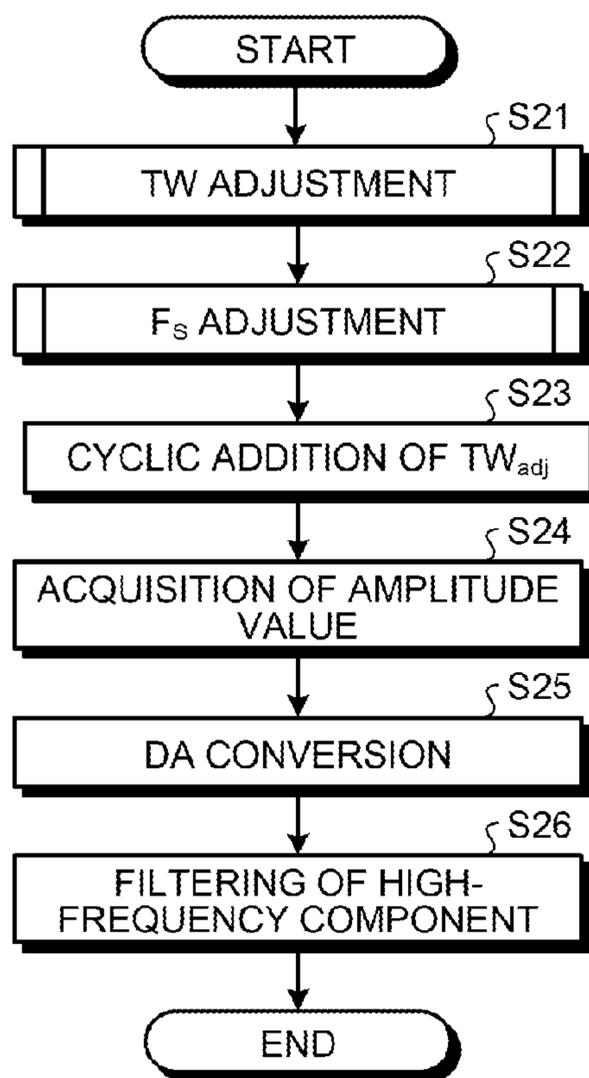 START
S21
TW ADJUSTMENT
S22
FS ADJUSTMENT
S23
CYCLIC ADDITION OF TWadj
S24
ACQUISITION OF AMPLITUDE
VALUE
S25
DA CONVERSION
S26
FILTERING OF HIGH-
FREQUENCY COMPONENT
END